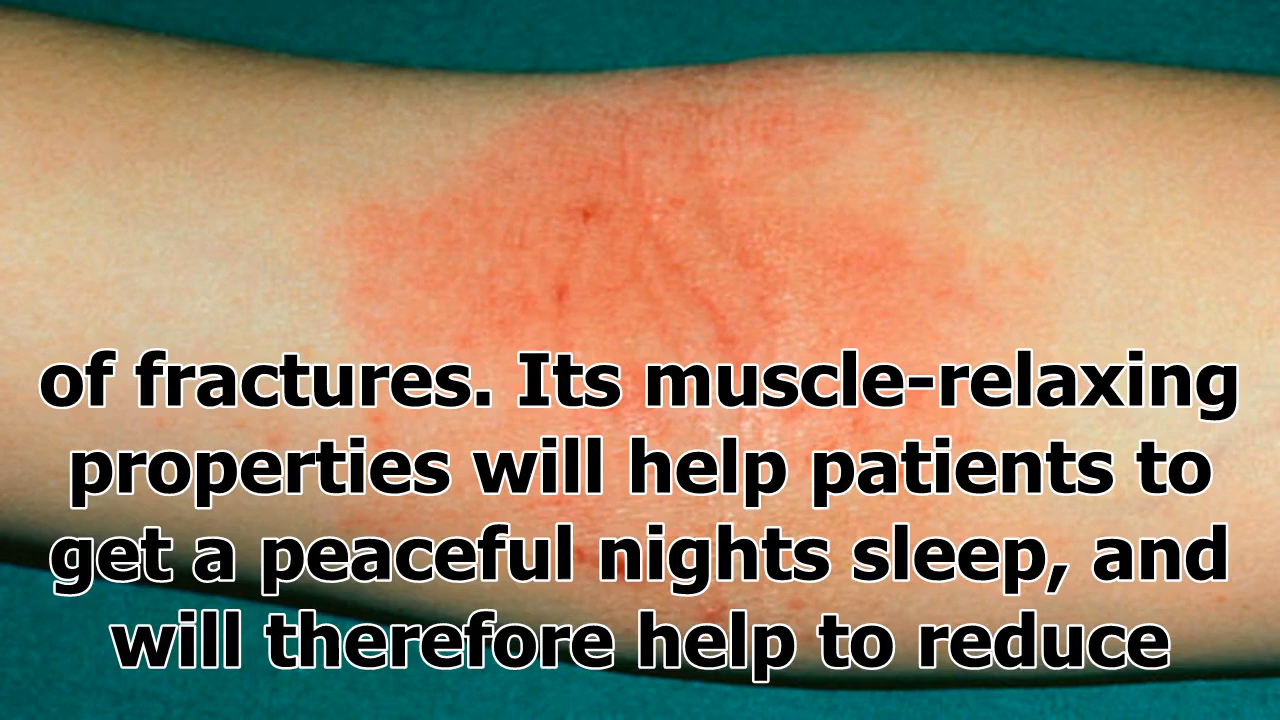 of fractures. Its muscle-relaxing
properties will help patients to
get a peaceful nights sleep, and
will therefore help to reduce